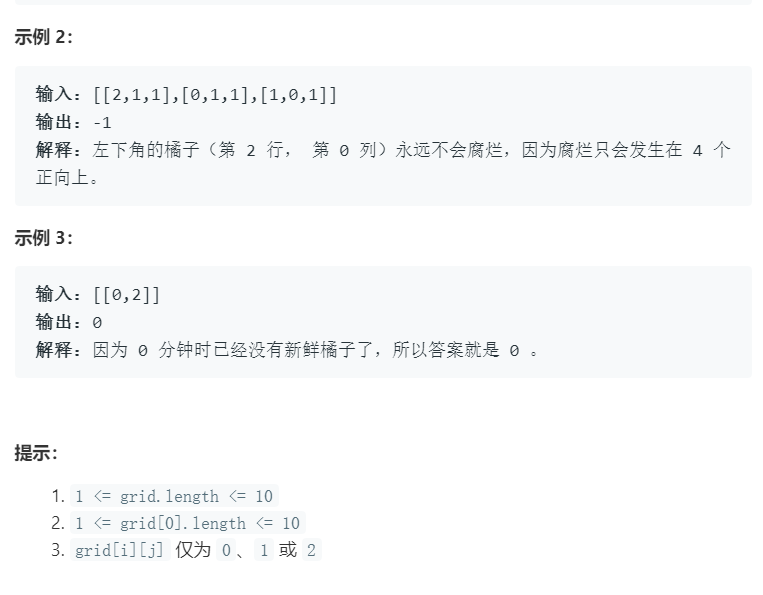 示例 2：
输入：[[2,1,1],[0,1,1],[1,0,1]]
输出：-1
解释：左下角的橘子（第 2 行， 第 0 列）永远不会腐烂，因为腐烂只会发生在 4 个
正向上。
示例 3：
输入：[[0,2]]
输出：0
解释：因为 0 分钟时已经没有新鲜橘子了，所以答案就是 0 。
提示：
1. 1 <= grid.length <= 10
2. 1 <= grid[0].length <= 10
3. grid[i][j] 仅为 0、1 或 2